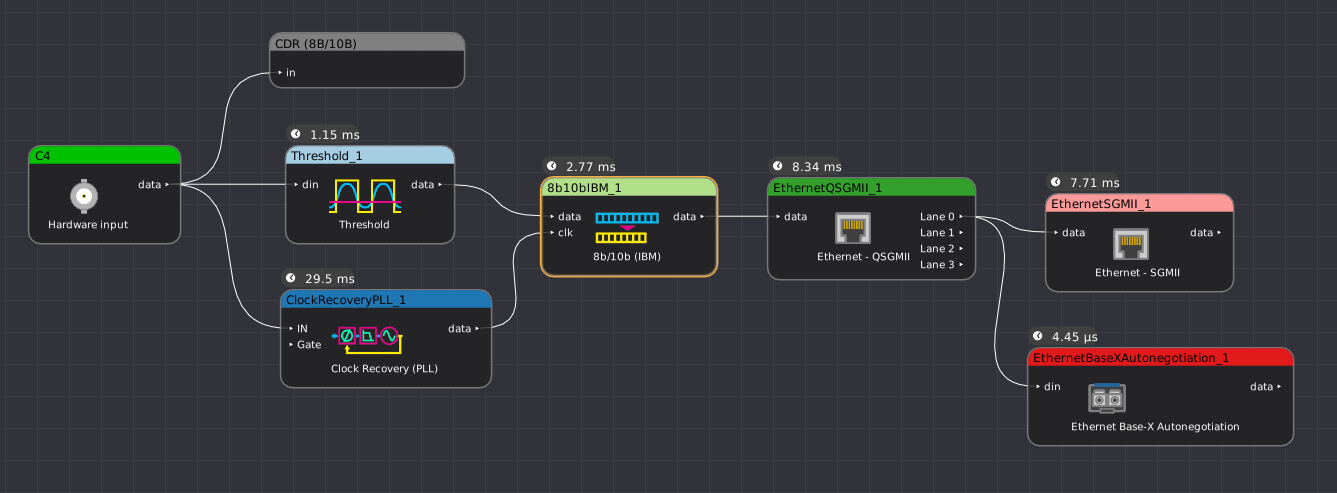 CDR (8B/10B)
in
C4
data
Hardware input
1.15 ms
Threshold_1
din
data
Threshold
29.5 ms
ClockRecoveryPLL_1
IN
data
Gate
Clock Recovery (PLL)
2.77 ms
8b10bIBM_1
data
data
clk
8b/10b (IBM)
8.34 ms
EthernetQSGMII_1
data
Lane 0
Lane 1
Lane 2
Lane 3
Ethernet - QSGMII
7.71 ms
EthernetSGMII_1
data
data
Ethernet - SGMII
4.45 µs
EthernetBaseXAutonegotiation_1
din
data
Ethernet Base-X Autonegotiation